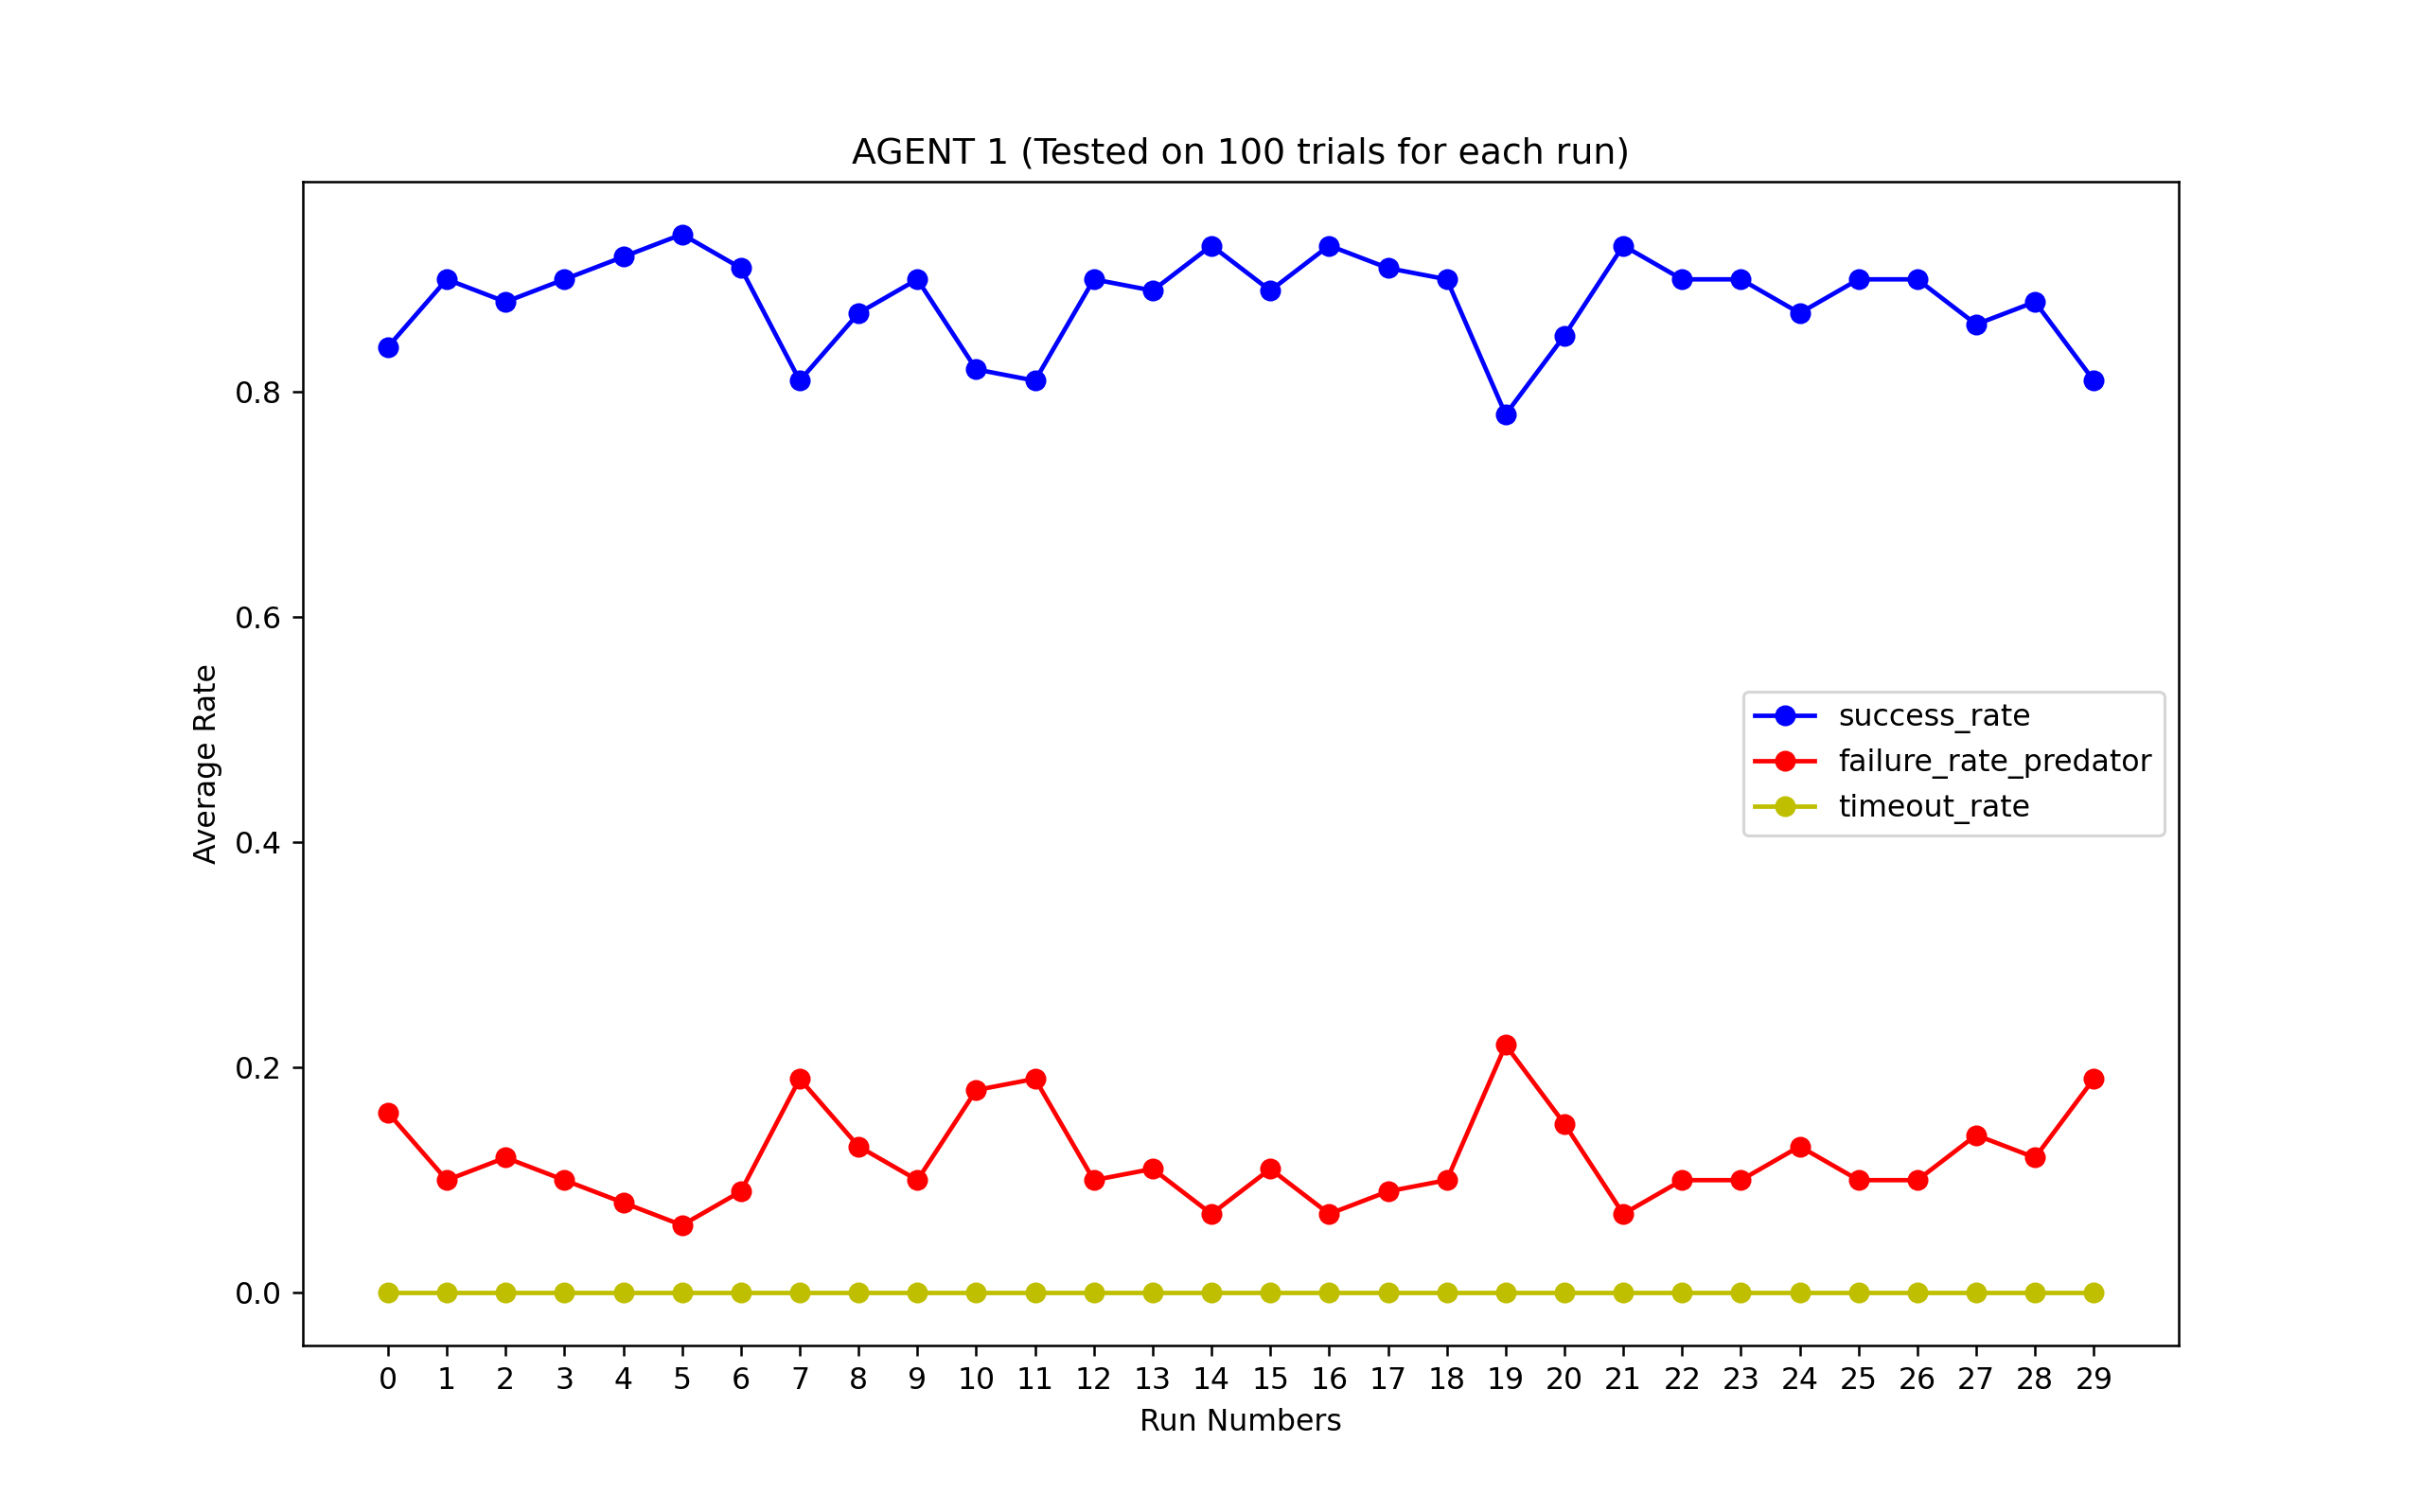 AGENT 1 (Tested on 100 trials for each run)
0.8
0.6
0.4
0.2
0.0
Average Rate
success_rate
failure_rate_predator
timeout_rate
0 1 2 3 4 5 6 7 8 9 10 11 12 13 14 15 16 17 18 19 20 21 22 23 24 25 26 27 28 29
Run Numbers